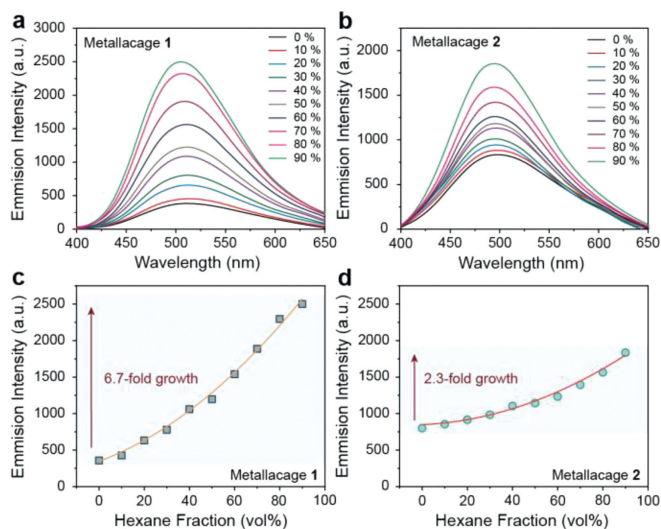 a
Metallacage 1
0 %
10 %
20 %
30 %
40 %
50 %
60 %
70 %
80 %
90 %
Emmision Intensity (a.u.)
3000
2500
2000
1500
1000
500
0
400 450 500 550 600 650
Wavelength (nm)
b
Metallacage 2
0 %
10 %
20 %
30 %
40 %
50 %
60 %
70 %
80 %
90 %
Emmision Intensity (a.u.)
2000
1500
1000
500
0
400 450 500 550 600 650
Wavelength (nm)
c
6.7-fold growth
Metallacage 1
Emmision Intensity (a.u.)
2500
2000
1500
1000
500
0
0 20 40 60 80 100
Hexane Fraction (vol%)
d
2.3-fold growth
Metallacage 2
Emmision Intensity (a.u.)
2500
2000
1500
1000
500
0
0 20 40 60 80 100
Hexane Fraction (vol%)